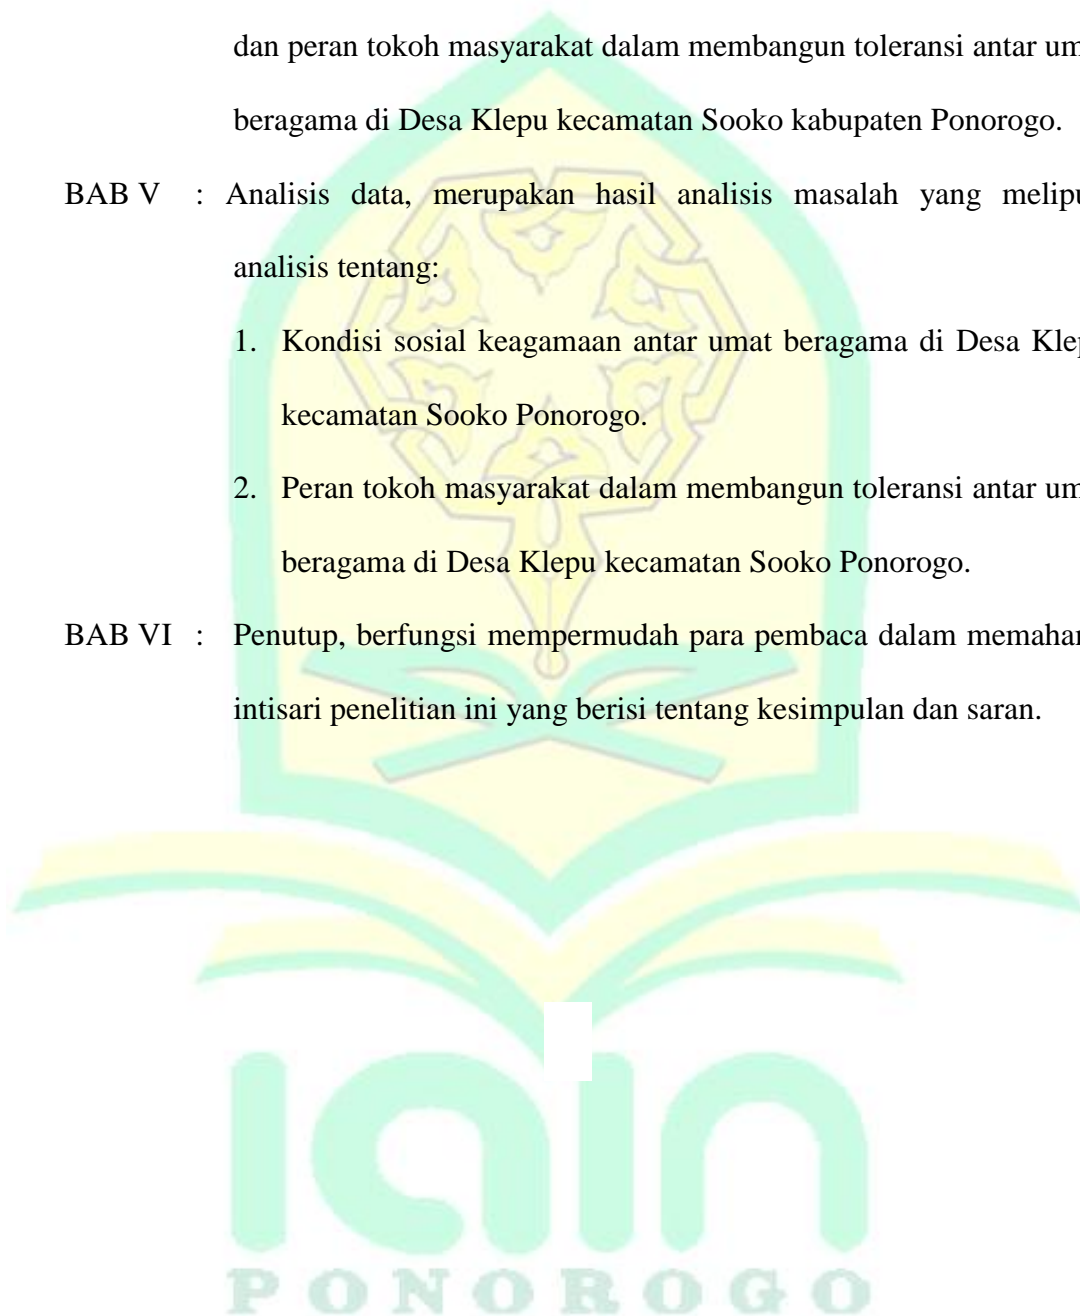 dan peran tokoh masyarakat dalam membangun toleransi antar um
beragama di Desa Klepu kecamatan Sooko kabupaten Ponorogo.
BAB V : Analisis data, merupakan hasil analisis masalah yang melipu
analisis tentang:
1. Kondisi sosial keagamaan antar umat beragama di Desa Klep
kecamatan Sooko Ponorogo.
2. Peran tokoh masyarakat dalam membangun toleransi antar um
beragama di Desa Klepu kecamatan Sooko Ponorogo.
BAB VI : Penutup, berfungsi mempermudah para pembaca dalam memahar
intisari penelitian ini yang berisi tentang kesimpulan dan saran.
iain
PONOROGO